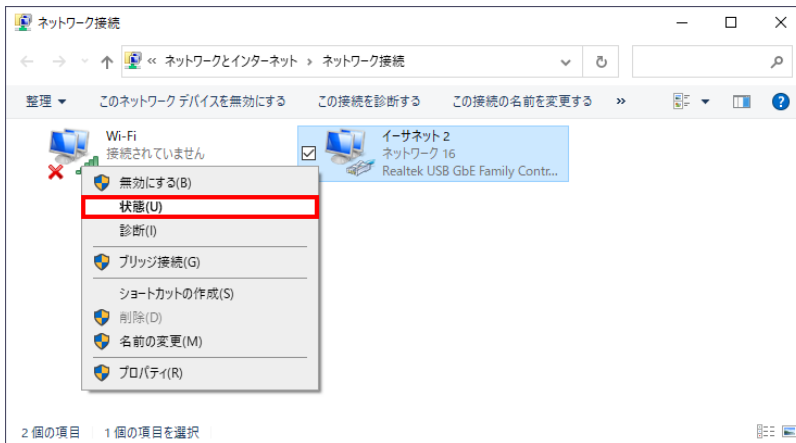 ネットワーク接続
« ネットワークとインターネット › ネットワーク接続
整理 このネットワーク デバイスを無効にする この接続を診断する この接続の名前を変更する »
Wi-Fi
接続されていません
イーサネット 2
ネットワーク 16
Realtek USB GbE Family Contr...
無効にする(B)
状態(U)
診断(I)
ブリッジ接続(G)
ショートカットの作成(S)
削除(D)
名前の変更(M)
プロパティ(R)
2 個の項目 1 個の項目を選択